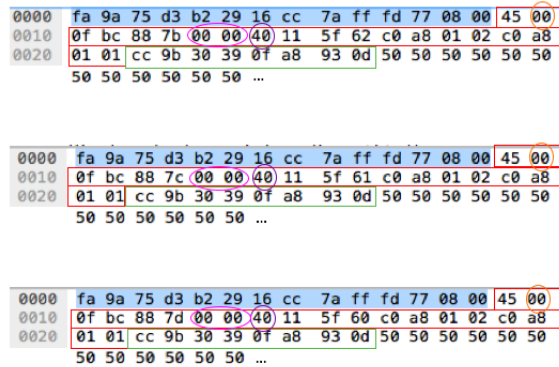 0000 fa 9a 75 d3 b2 29 16 cc 7a ff fd 77 08 00 45 00
0010 0f bc 88 7b 00 00 40 11 5f 62 c0 a8 01 02 c0 a8
0020 01 01 cc 9b 30 39 0f a8 93 0d 50 50 50 50 50 50
50 50 50 50 50 50 ...
0000 fa 9a 75 d3 b2 29 16 cc 7a ff fd 77 08 00 45 00
0010 0f bc 88 7c 00 00 40 11 5f 61 c0 a8 01 02 c0 a8
0020 01 01 cc 9b 30 39 0f a8 93 0d 50 50 50 50 50 50
50 50 50 50 50 50 ...
0000 fa 9a 75 d3 b2 29 16 cc 7a ff fd 77 08 00 45 00
0010 0f bc 88 7d 00 00 40 11 5f 60 c0 a8 01 02 c0 a8
0020 01 01 cc 9b 30 39 0f a8 93 0d 50 50 50 50 50 50
50 50 50 50 50 50 ...